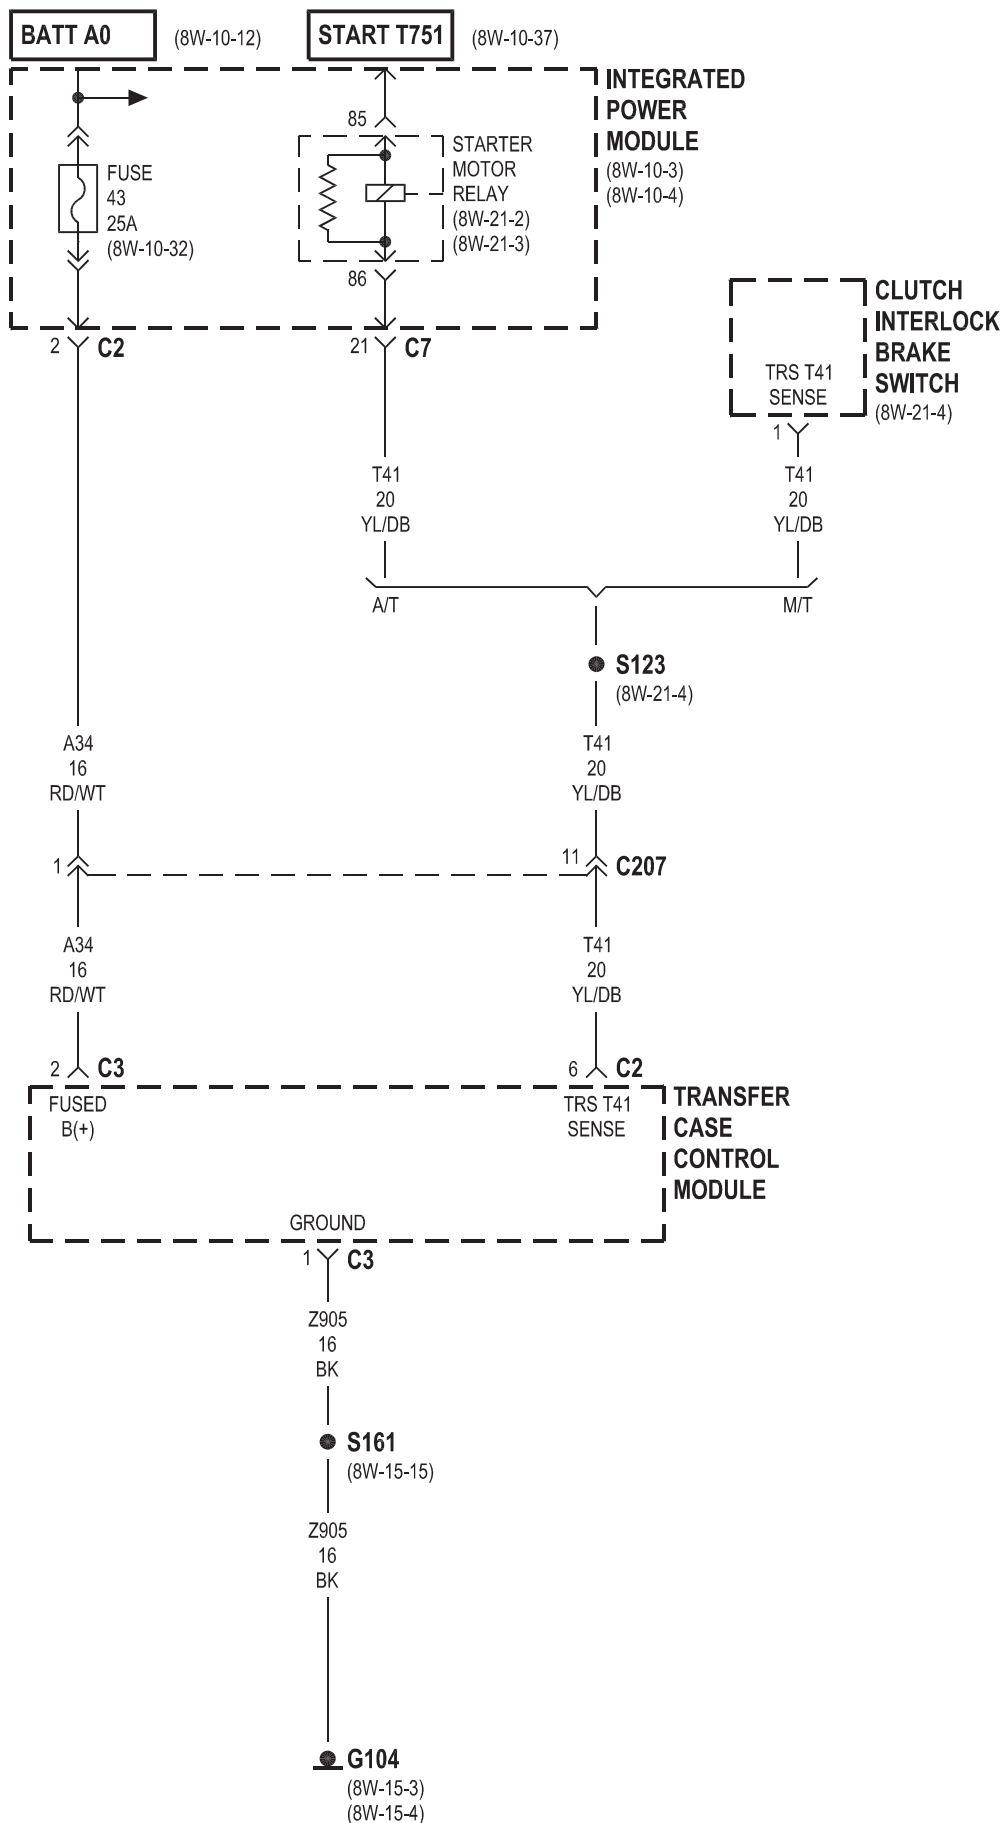 BATT A0 (8W-10-12) START T751 (8W-10-37)
INTEGRATED
POWER
MODULE
(8W-10-3)
(8W-10-4)
85
STARTER
MOTOR
RELAY
(8W-21-2)
(8W-21-3)
FUSE
43
25A
(8W-10-32)
86
2 C2
21 C7
CLUTCH
INTERLOCK
BRAKE
SWITCH
(8W-21-4)
TRS T41
SENSE
1
T41
20
YL/DB
T41
20
YL/DB
A/T
M/T
S123
(8W-21-4)
A34
16
RD/WT
T41
20
YL/DB
1
11 C207
A34
16
RD/WT
T41
20
YL/DB
2 C3
6 C2
FUSED
B(+)
TRS T41
SENSE
TRANSFER
CASE
CONTROL
MODULE
GROUND
1 C3
Z905
16
BK
S161
(8W-15-15)
Z905
16
BK
G104
(8W-15-3)
(8W-15-4)